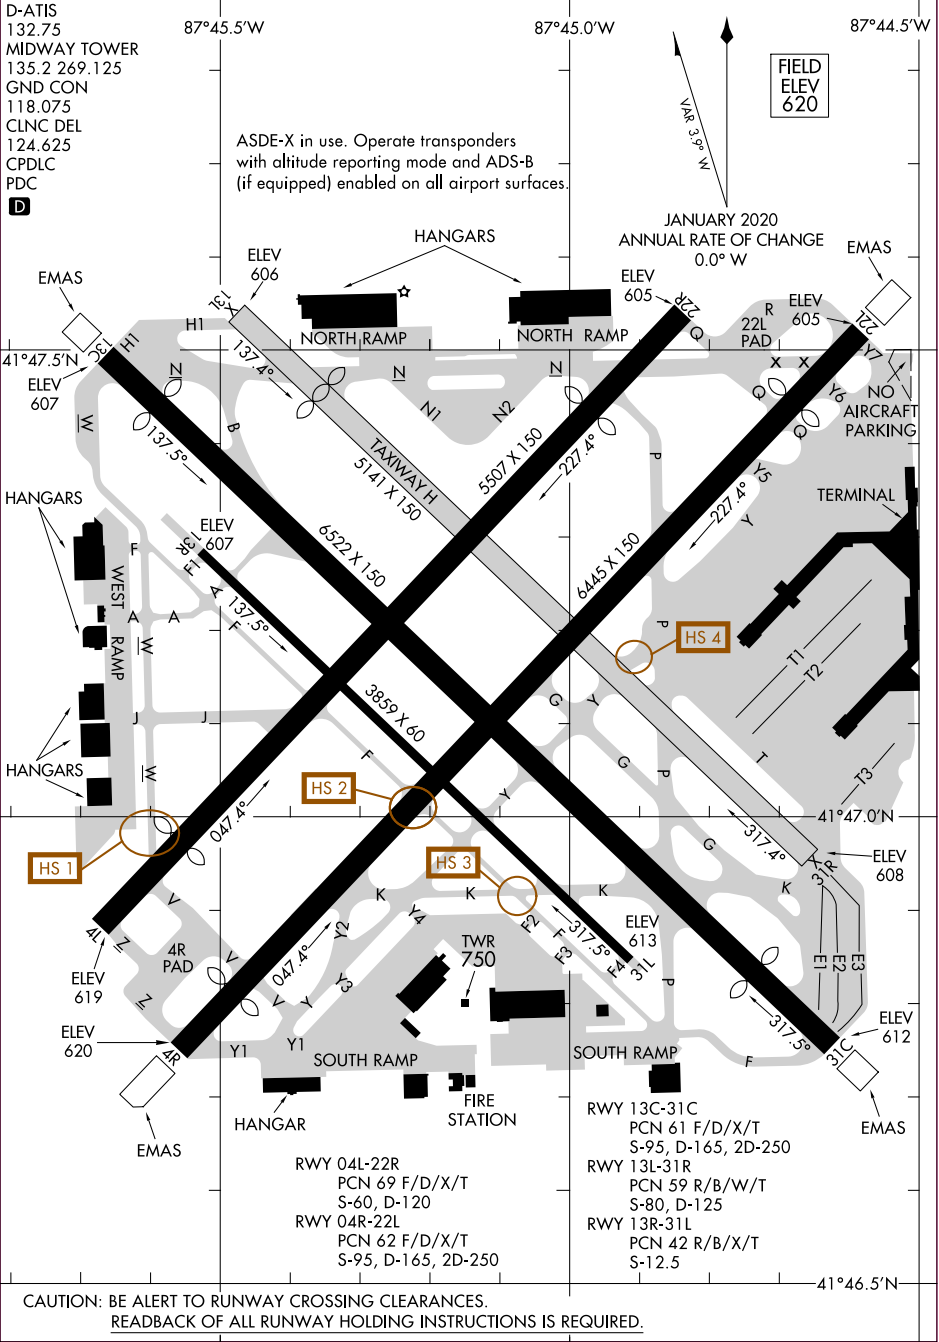 D-ATIS
132.75
MIDWAY TOWER
135.2 269.125
GND CON
118.075
CLNC DEL
124.625
CPDLC
PDC
D
87°45.5'W
87°45.0'W
87°44.5'W
FIELD
ELEV
620
VAR 3.9° W
JANUARY 2020
ANNUAL RATE OF CHANGE
0.0° W
ASDE-X in use. Operate transponders
with altitude reporting mode and ADS-B
(if equipped) enabled on all airport surfaces.
HANGARS
EMAS
ELEV
606
ELEV
605
ELEV
605
EMAS
13L
X
H1
NORTH RAMP
NORTH RAMP
22R
Q
R
22L
PAD
22L
Y7
41°47.5'N
13C
H1
ELEV
607
137.4°
N
N
N
X
X
Y6
NO
AIRCRAFT
PARKING
W
B
137.5°
N1
N2
Q
Q
TAXIWAY H
5141 X 150
5507 X 150
227.4°
P
Y5
227.4°
Y
TERMINAL
HANGARS
ELEV
607
13R
F1
6522 X 150
6445 X 150
F
WEST
RAMP
A
A
A
F
137.5°
W
P
HS 4
T1
T2
J
J
3859 X 60
G
Y
F
G
P
T
T3
HANGARS
W
HS 2
Y
047.4°
41°47.0'N
HS 1
HS 3
G
317.4°
31R
X
ELEV
608
V
K
K
K
K
Y4
Y2
F2
F
F3
317.5°
F4
31L
ELEV
613
4L
Z
4R
PAD
V
047.4°
TWR
750
E1
E2
E3
ELEV
619
Z
V
Y
Y3
P
317.5°
ELEV
612
ELEV
620
4R
Y1
Y1
SOUTH RAMP
SOUTH RAMP
F
31C
EMAS
HANGAR
FIRE
STATION
EMAS
RWY 04L-22R
PCN 69 F/D/X/T
S-60, D-120
RWY 04R-22L
PCN 62 F/D/X/T
S-95, D-165, 2D-250
RWY 13C-31C
PCN 61 F/D/X/T
S-95, D-165, 2D-250
RWY 13L-31R
PCN 59 R/B/W/T
S-80, D-125
RWY 13R-31L
PCN 42 R/B/X/T
S-12.5
41°46.5'N
CAUTION: BE ALERT TO RUNWAY CROSSING CLEARANCES.
READBACK OF ALL RUNWAY HOLDING INSTRUCTIONS IS REQUIRED.